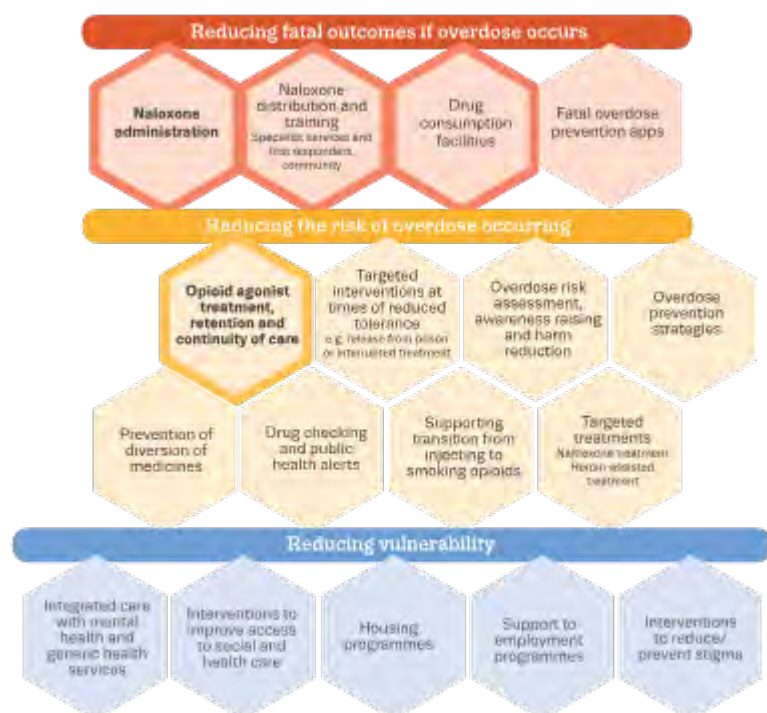 Reducing fatal outcomes if overdose occurs
Naloxone
administration
Naloxone
distribution and
training
Specialist services and
first responders,
community
Drug
consumption
facilities
Fatal overdose
prevention apps
Reducing the risk of overdose occurring
Opioid agonist
treatment,
retention and
continuity of care
Targeted
interventions at
times of reduced
tolerance
e.g. release from prison
or interrupted treatment
Overdose risk
assessment,
awareness raising
and harm
reduction
Overdose
prevention
strategies
Prevention of
diversion of
medicines
Drug checking
and public
health alerts
Supporting
transition from
injecting to
smoking opioids
Targeted
treatments
Naltrexone treatment
Heroin-assisted
treatment
Reducing vulnerability
Integrated care
with mental
health and
generic health
services
Interventions to
improve access
to social and
health care
Housing
programmes
Support to
employment
programmes
Interventions
to reduce/
prevent stigma